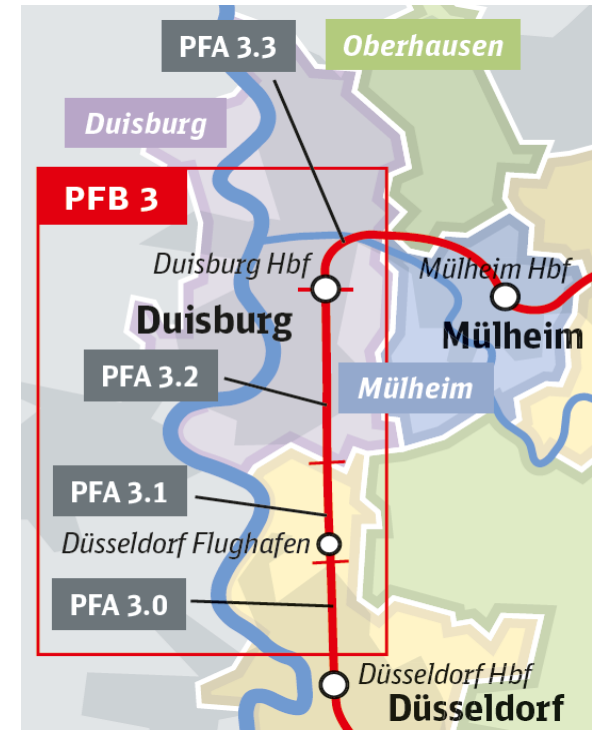 PFA 3.3
Oberhausen
Duisburg
PFB 3
Duisburg Hbf
Mülheim Hbf
Duisburg
Mülheim
PFA 3.2
Mülheim
PFA 3.1
Düsseldorf Flughafen
PFA 3.0
Düsseldorf Hbf
Düsseldorf